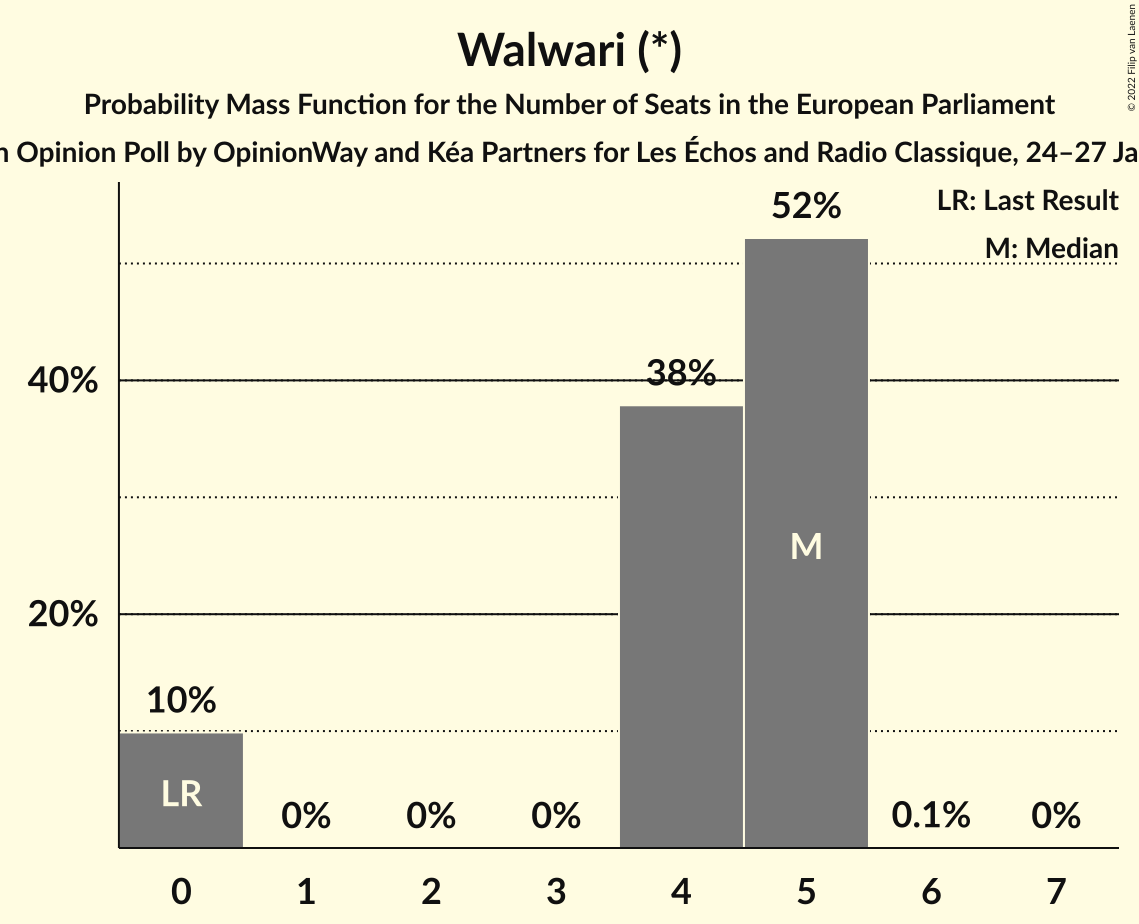 Walwari (*)
Probability Mass Function for the Number of Seats in the European Parliament
n Opinion Poll by OpinionWay and Kéa Partners for Les Échos and Radio Classique, 24–27 Ja
© 2022 Filip van Laenen
LR: Last Result
M: Median
52%
40%
38%
M
20%
10%
LR
0%
0%
0%
0.1%
0%
0 1 2 3 4 5 6 7